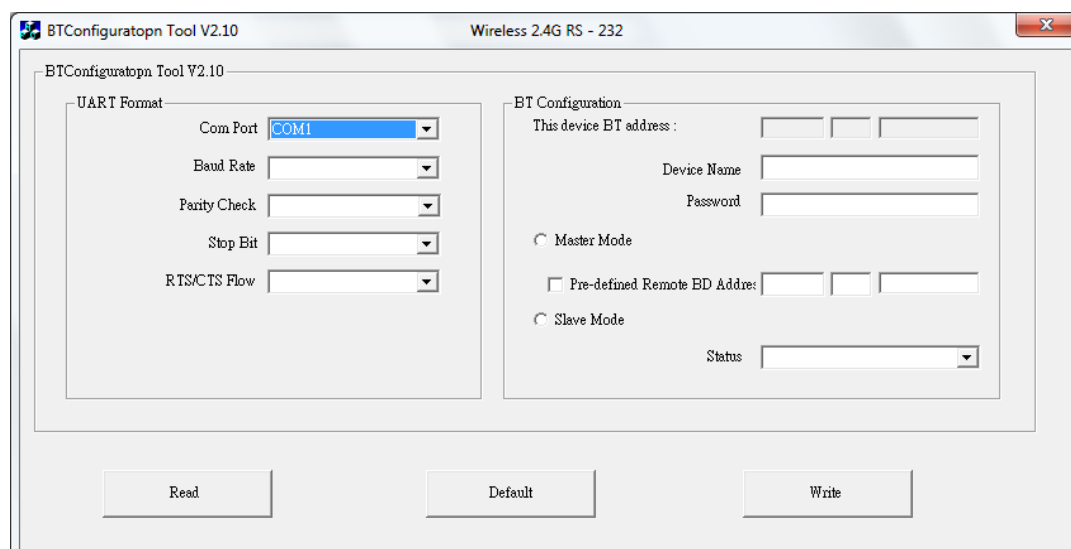 BTConfiguratopn Tool V2.10 Wireless 2.4G RS - 232
BTConfiguratopn Tool V2.10
UART Format
Com Port COM1
Baud Rate
Parity Check
Stop Bit
RTS/CTS Flow
BT Configuration
This device BT address :
Device Name
Password
Master Mode
Pre-defined Remote BD Addres
Slave Mode
Status
Read Default Write